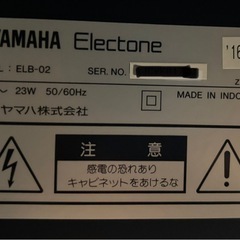 YAMAHA Electone
'16
: ELB-02 SER. NO.
～ 23W 50/60Hz
ヤマハ株式会社
MADE IN INDO
注 意
感電の恐れあり
キャビネットをあけるな